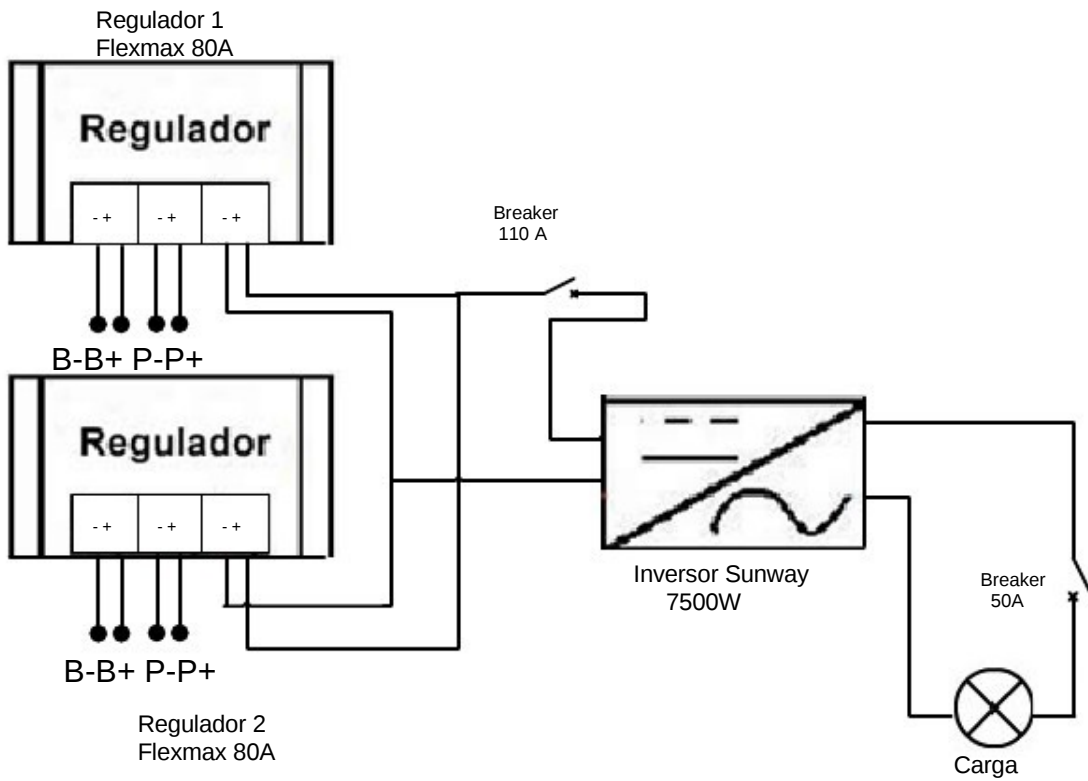 Regulador 1
Flexmax 80A
Regulador
- + - + - +
B-B+ P-P+
Breaker
110 A
Regulador
- + - + - +
B-B+ P-P+
Regulador 2
Flexmax 80A
Inversor Sunway
7500W
Breaker
50A
Carga